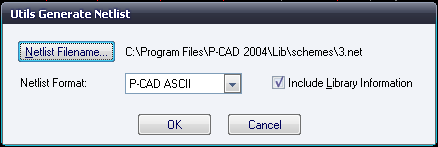 Utils Generate Netlist
Netlist Filename... C:\Program Files\P-CAD 2004\Lib\schemes\3.net
Netlist Format: P-CAD ASCII Include Library Information
OK Cancel